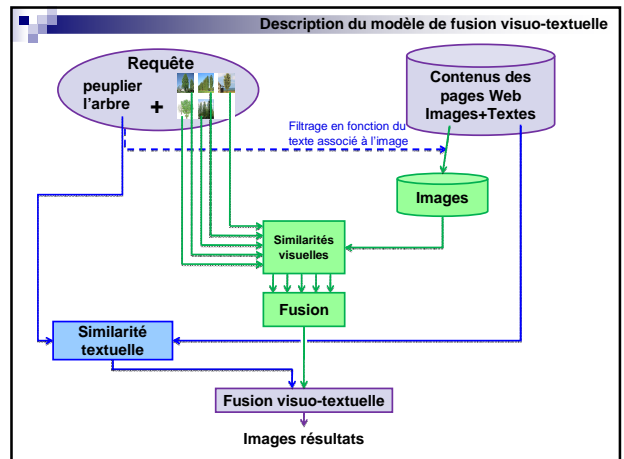 Description du modèle de fusion visuo-textuelle
Requête
peuplier
l'arbre
+
Contenus des
pages Web
Images+Textes
Filtrage en fonction du
texte associé à l'image
Images
Similarités
visuelles
Fusion
Similarité
textuelle
Fusion visuo-textuelle
Images résultats